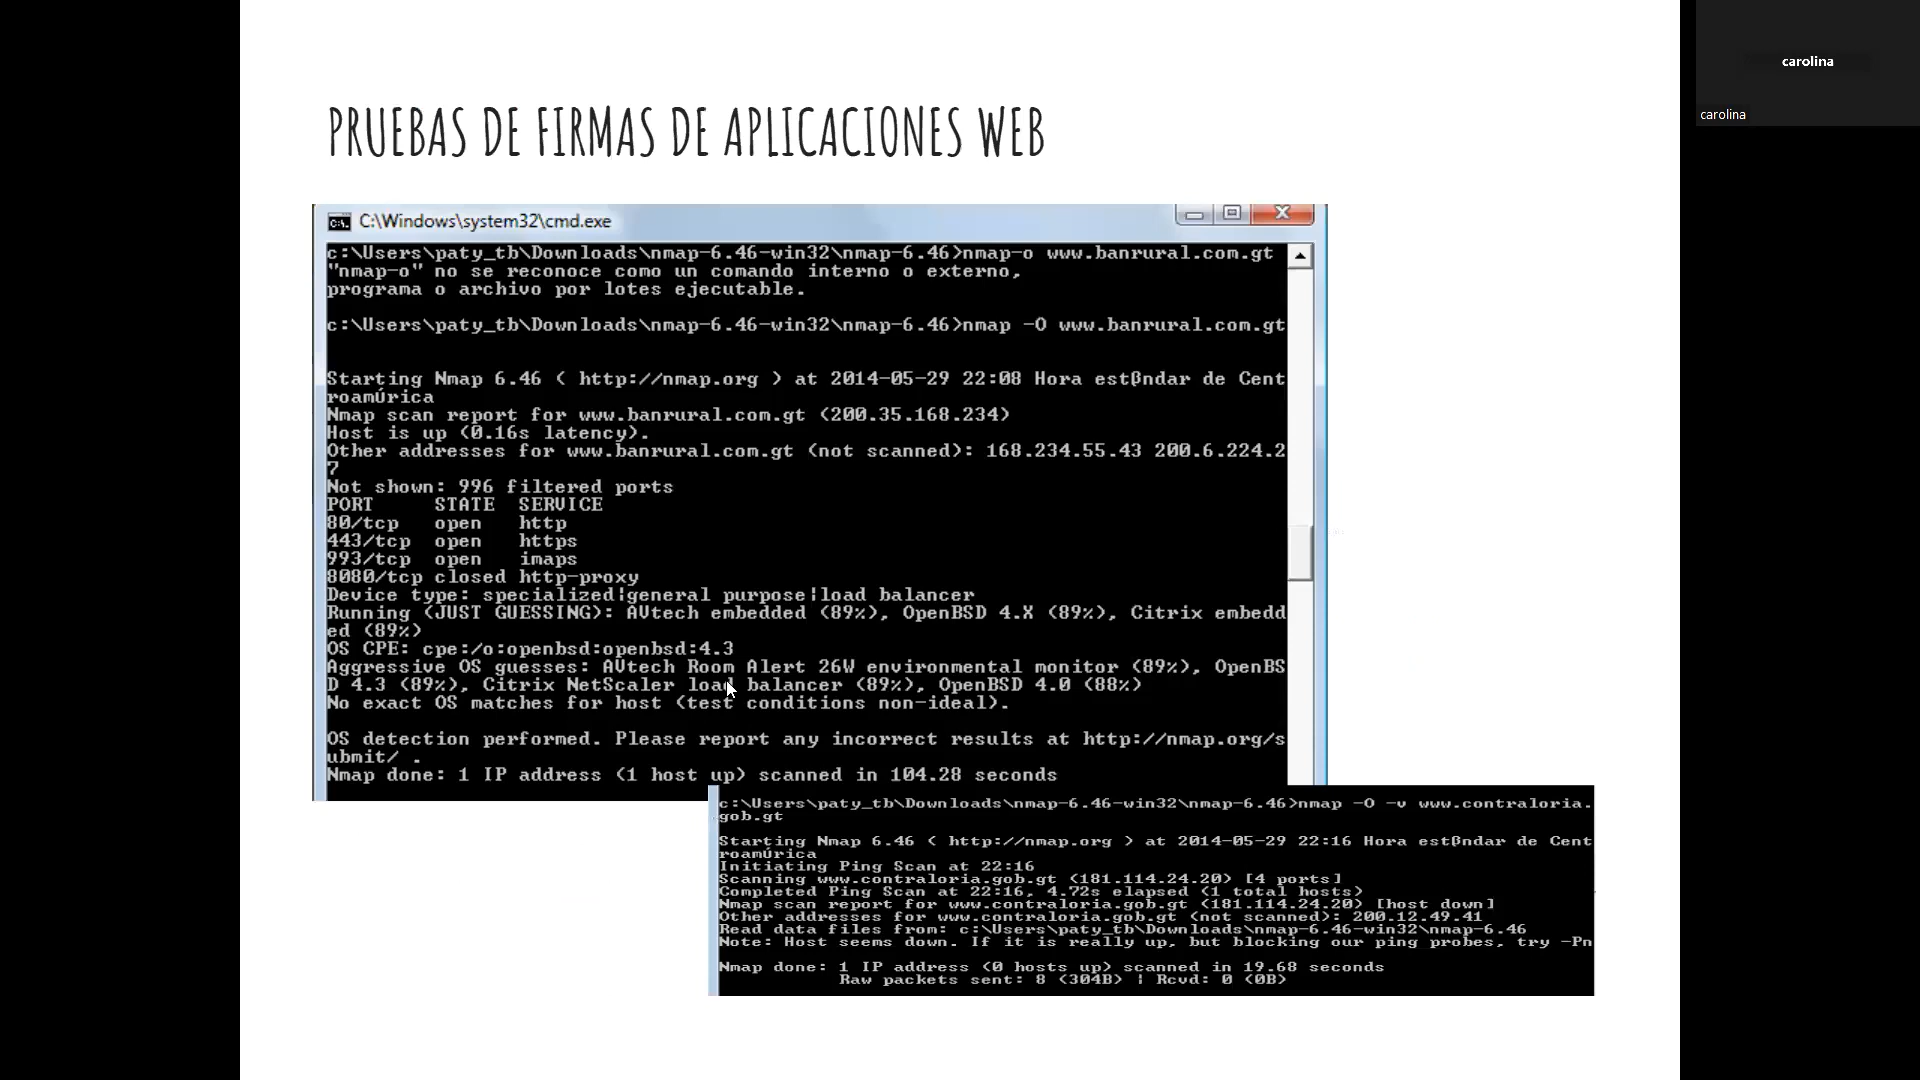 PRUEBAS DE FIRMAS DE APLICACIONES WEB
carolina
carolina
C:\Windows\system32\cmd.exe
c:\Users\paty_tb\Downloads\nmap-6.46-win32\nmap-6.46>nmap-o www.banrural.com.gt
"nmap-o" no se reconoce como un comando interno o externo,
programa o archivo por lotes ejecutable.
c:\Users\paty_tb\Downloads\nmap-6.46-win32\nmap-6.46>nmap -O www.banrural.com.gt
Starting Nmap 6.46 ( http://nmap.org ) at 2014-05-29 22:08 Hora estßndar de Cent
roamÚrica
Nmap scan report for www.banrural.com.gt (200.35.168.234)
Host is up (0.16s latency).
Other addresses for www.banrural.com.gt (not scanned): 168.234.55.43 200.6.224.2
7
Not shown: 996 filtered ports
PORT     STATE  SERVICE
80/tcp   open   http
443/tcp  open   https
993/tcp  open   imaps
8080/tcp closed http-proxy
Device type: specialized|general purpose|load balancer
Running (JUST GUESSING): AVtech embedded (89%), OpenBSD 4.X (89%), Citrix embedd
ed (89%)
OS CPE: cpe:/o:openbsd:openbsd:4.3
Aggressive OS guesses: AVtech Room Alert 26W environmental monitor (89%), OpenBS
D 4.3 (89%), Citrix NetScaler load balancer (89%), OpenBSD 4.0 (88%)
No exact OS matches for host (test conditions non-ideal).
OS detection performed. Please report any incorrect results at http://nmap.org/s
ubmit/ .
Nmap done: 1 IP address (1 host up) scanned in 104.28 seconds
c:\Users\paty_tb\Downloads\nmap-6.46-win32\nmap-6.46>nmap -O -v www.contraloria.
gob.gt
Starting Nmap 6.46 ( http://nmap.org ) at 2014-05-29 22:16 Hora estßndar de Cent
roamÚrica
Initiating Ping Scan at 22:16
Scanning www.contraloria.gob.gt (181.114.24.20) [4 ports]
Completed Ping Scan at 22:16, 4.72s elapsed (1 total hosts)
Nmap scan report for www.contraloria.gob.gt (181.114.24.20) [host down]
Other addresses for www.contraloria.gob.gt (not scanned): 200.12.49.41
Read data files from: c:\Users\paty_tb\Downloads\nmap-6.46-win32\nmap-6.46
Note: Host seems down. If it is really up, but blocking our ping probes, try -Pn
Nmap done: 1 IP address (0 hosts up) scanned in 19.68 seconds
Raw packets sent: 8 (304B) | Rcvd: 0 (0B)